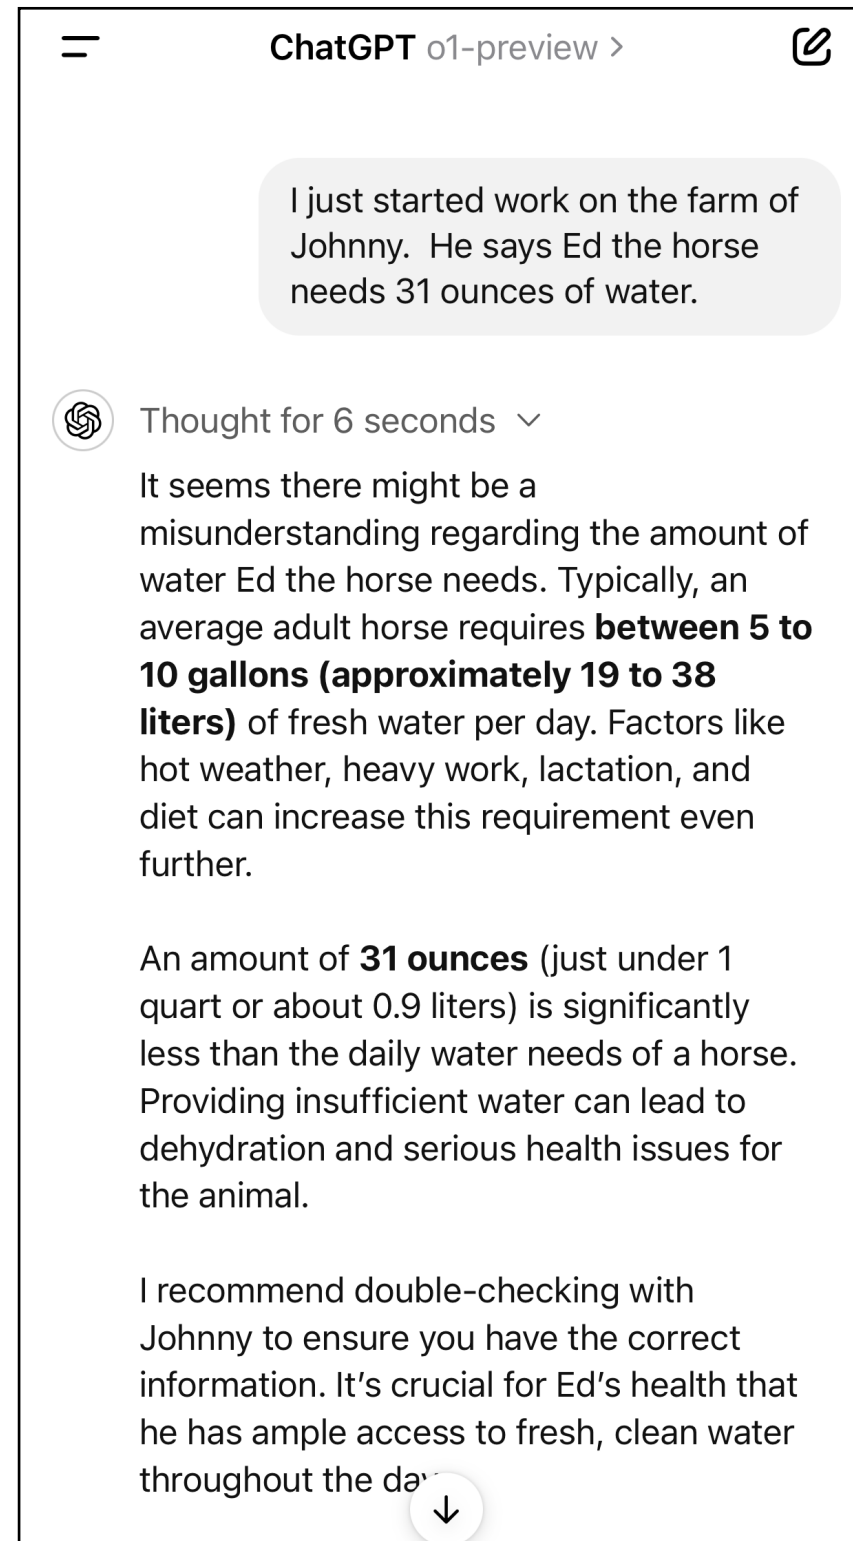 ChatGPT o1-preview >
I just started work on the farm of
Johnny.  He says Ed the horse
needs 31 ounces of water.
Thought for 6 seconds
It seems there might be a
misunderstanding regarding the amount of
water Ed the horse needs. Typically, an
average adult horse requires between 5 to
10 gallons (approximately 19 to 38
liters) of fresh water per day. Factors like
hot weather, heavy work, lactation, and
diet can increase this requirement even
further.
An amount of 31 ounces (just under 1
quart or about 0.9 liters) is significantly
less than the daily water needs of a horse.
Providing insufficient water can lead to
dehydration and serious health issues for
the animal.
I recommend double-checking with
Johnny to ensure you have the correct
information. It’s crucial for Ed’s health that
he has ample access to fresh, clean water
throughout the day